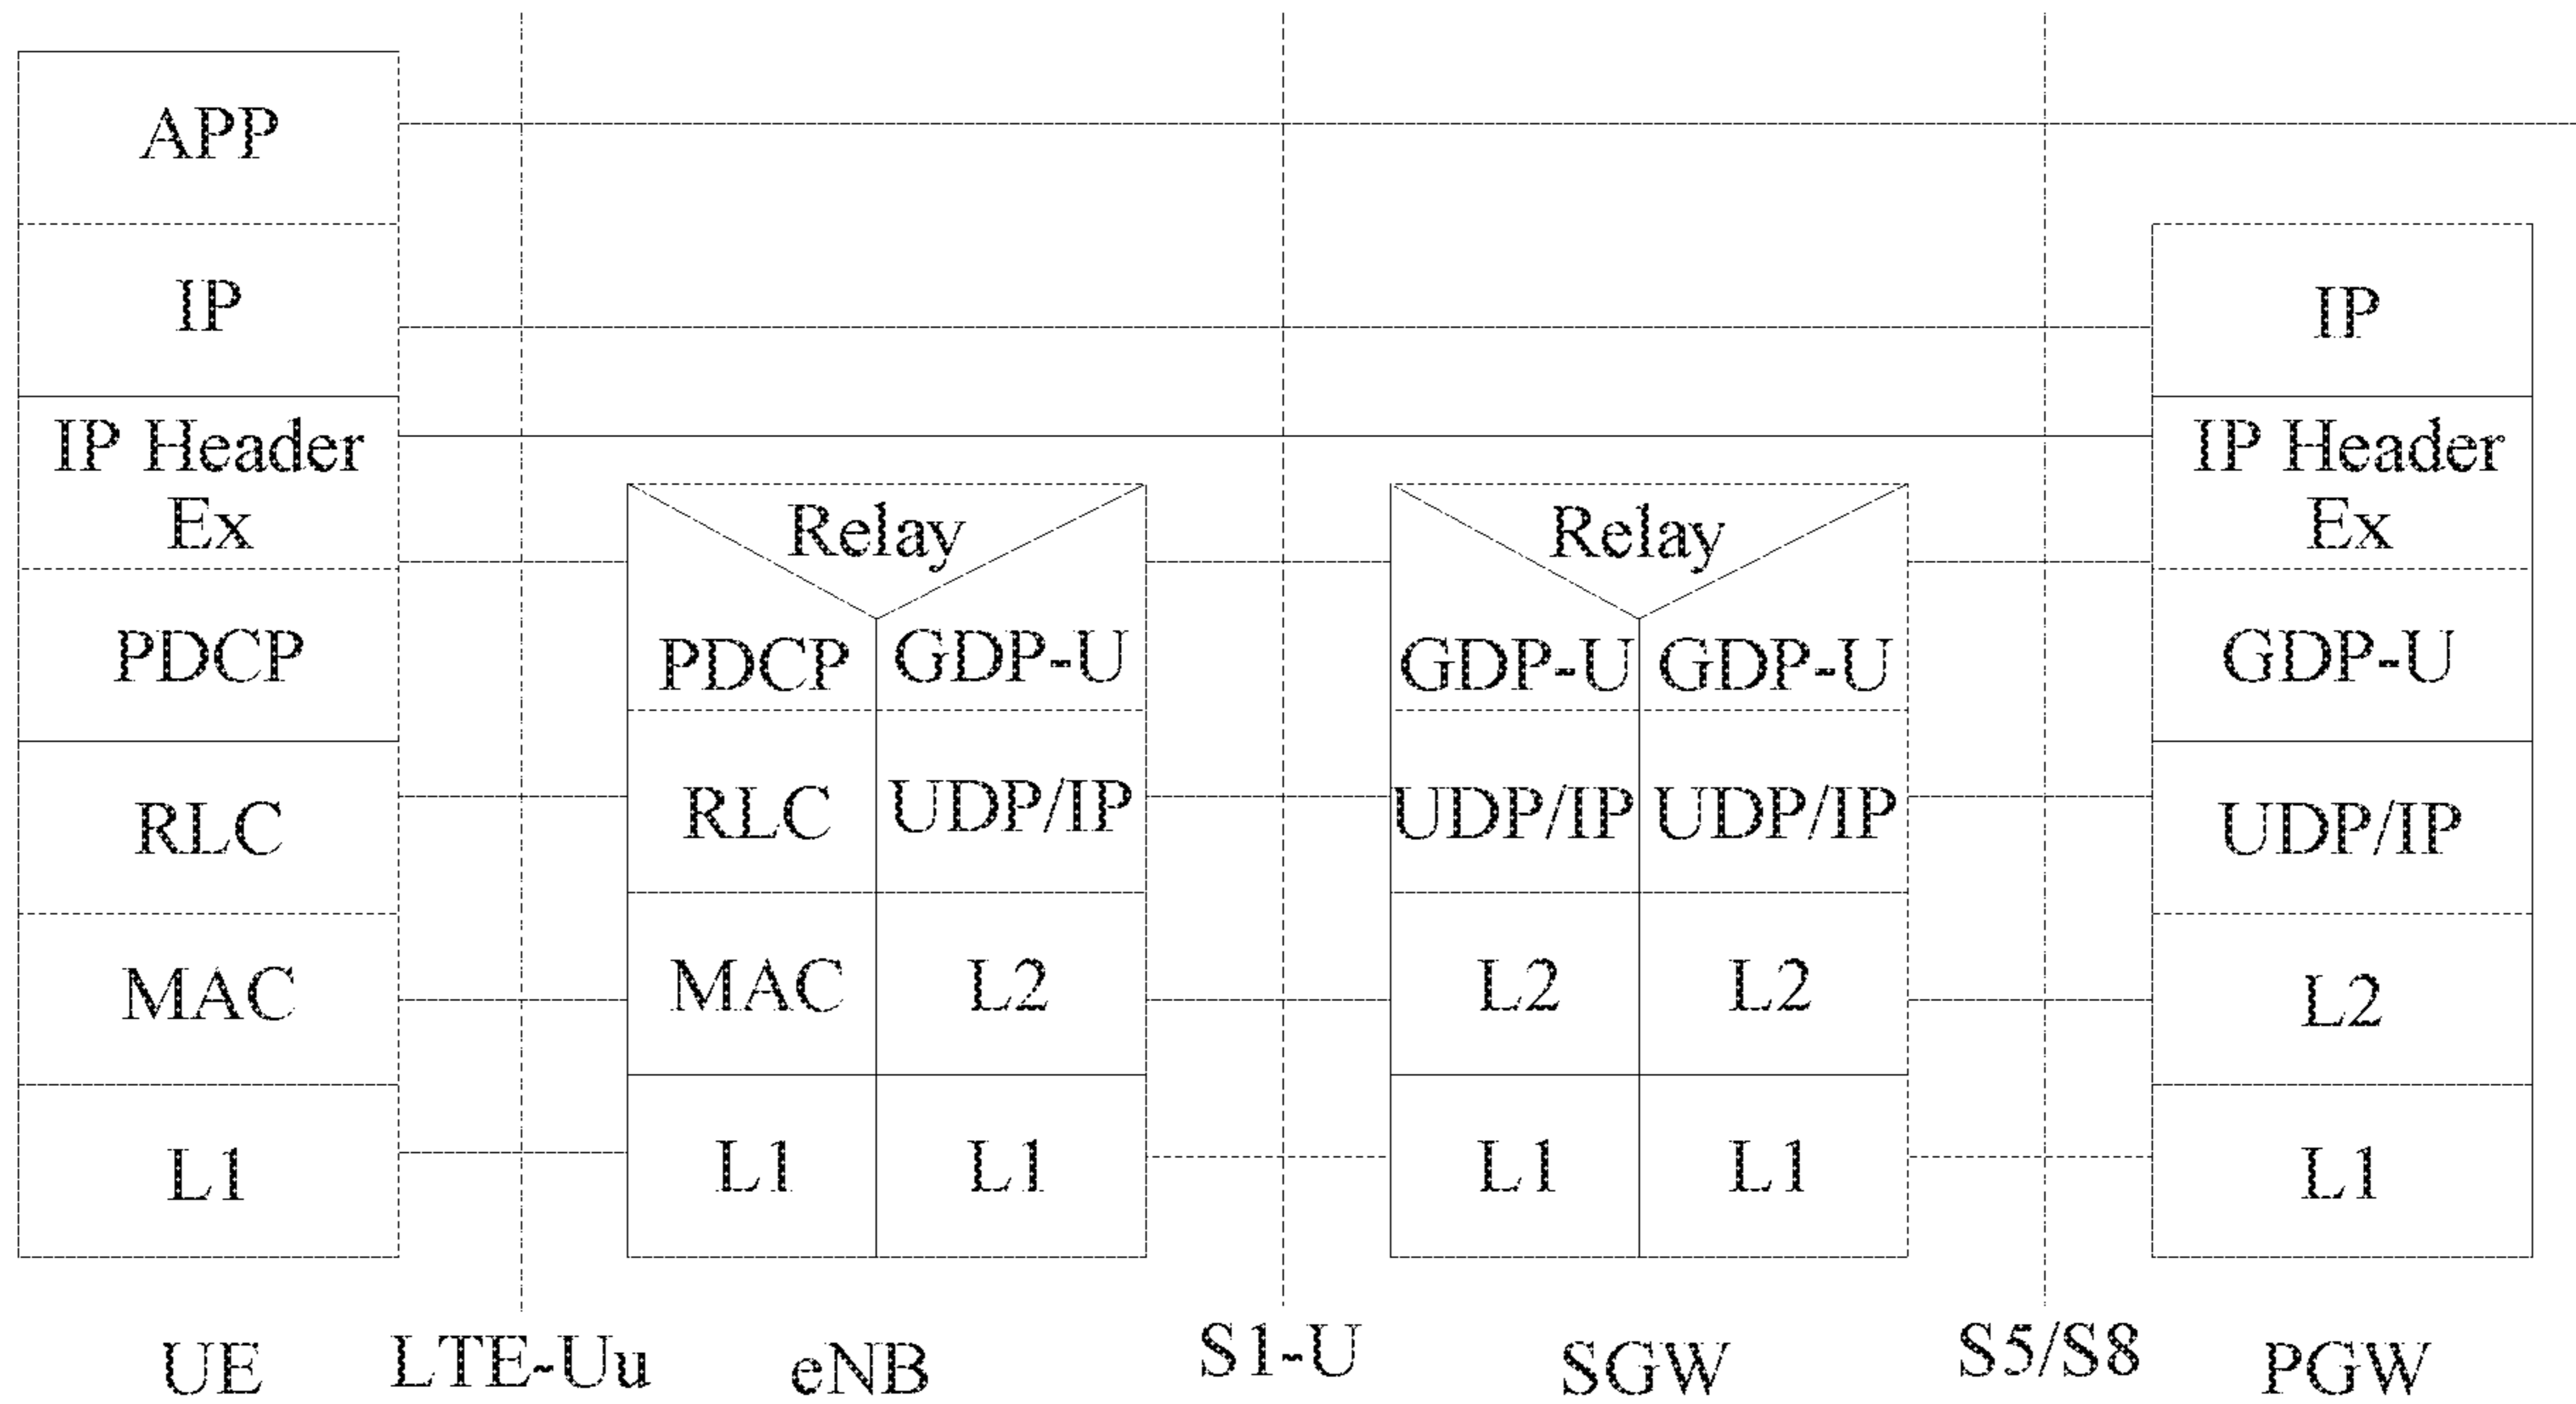 APP
IP
IP Header
Ex
PDCP
RLC
MAC
L1
UE
LTE-Uu
Relay
PDCP GDP-U
RLC UDP/IP
MAC L2
L1 L1
eNB
S1-U
Relay
GDP-U GDP-U
UDP/IP UDP/IP
L2 L2
L1 L1
SGW
S5/S8
IP
IP Header
Ex
GDP-U
UDP/IP
L2
L1
PGW